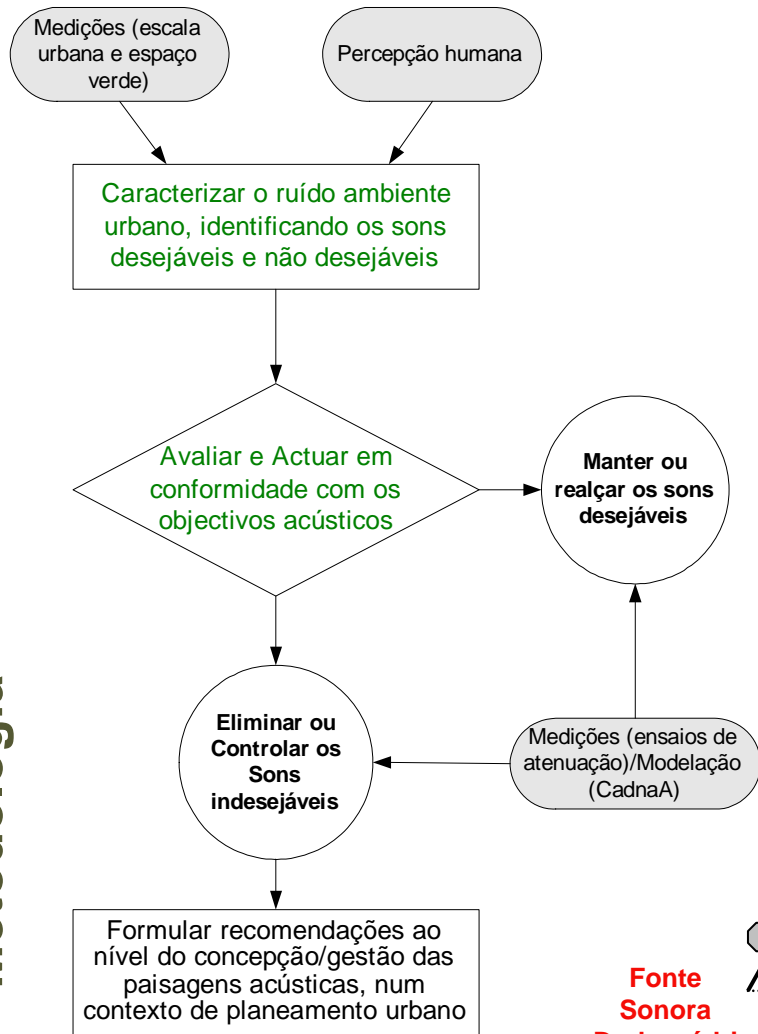 Medições (escala
urbana e espaço
verde)
Percepção humana
Caracterizar o ruído ambiente
urbano, identificando os sons
desejáveis e não desejáveis
Avaliar e Actuar em
conformidade com os
objectivos acústicos
Manter ou
realçar os sons
desejáveis
Eliminar ou
Controlar os
Sons
indesejáveis
Medições (ensaios de
atenuação)/Modelação
(CadnaA)
Formular recomendações ao
nível do concepção/gestão das
paisagens acústicas, num
contexto de planeamento urbano
Fonte
Sonora